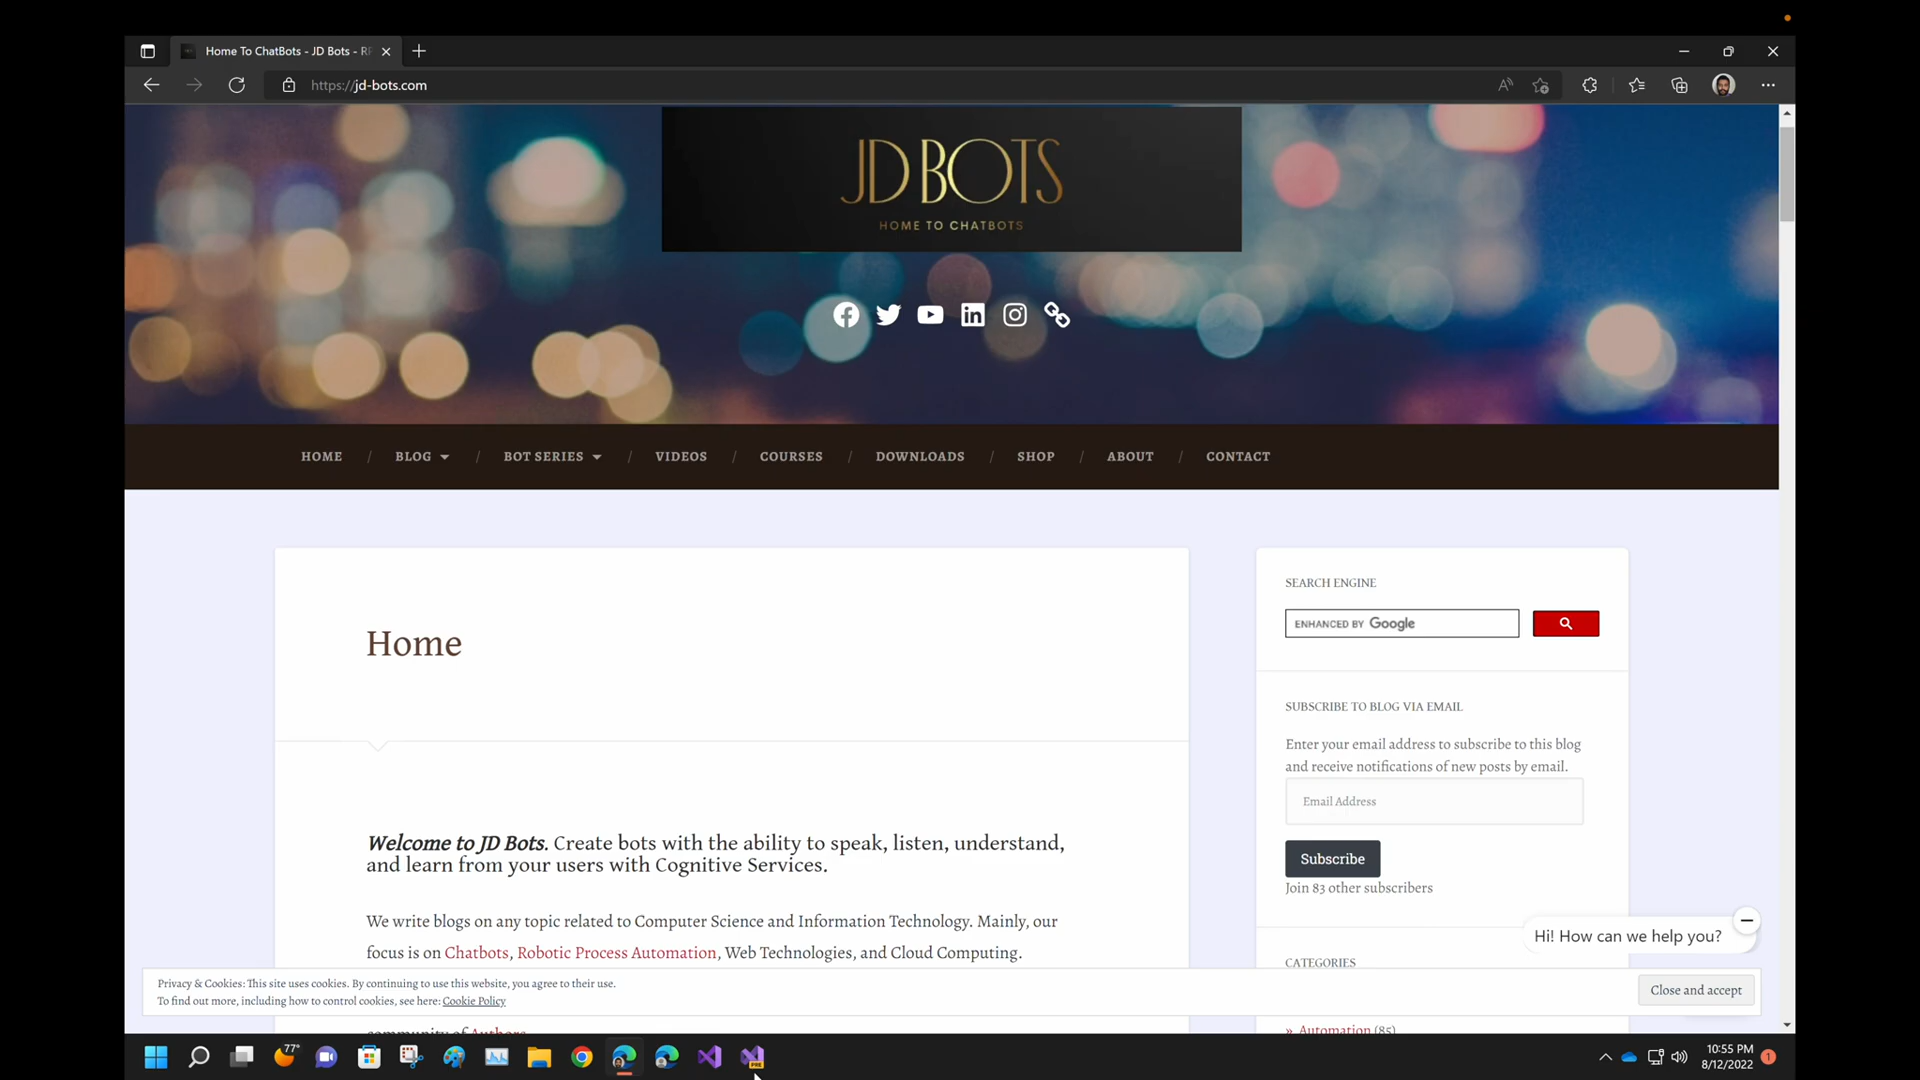 Home To ChatBots - JD Bots - RP
https://jd-bots.com
JD BOTS
HOME TO CHATBOTS
HOME / BLOG / BOT SERIES / VIDEOS / COURSES / DOWNLOADS / SHOP / ABOUT / CONTACT
Home
Welcome to JD Bots. Create bots with the ability to speak, listen, understand,
and learn from your users with Cognitive Services.
We write blogs on any topic related to Computer Science and Information Technology. Mainly, our
focus is on Chatbots, Robotic Process Automation, Web Technologies, and Cloud Computing.
community of Authors
SEARCH ENGINE
ENHANCED BY Google
SUBSCRIBE TO BLOG VIA EMAIL
Enter your email address to subscribe to this blog
and receive notifications of new posts by email.
Email Address
Subscribe
Join 83 other subscribers
Hi! How can we help you?
CATEGORIES
» Automation (85)
Privacy & Cookies: This site uses cookies. By continuing to use this website, you agree to their use.
To find out more, including how to control cookies, see here: Cookie Policy
Close and accept
77°
PRE
10:55 PM
8/12/2022
1